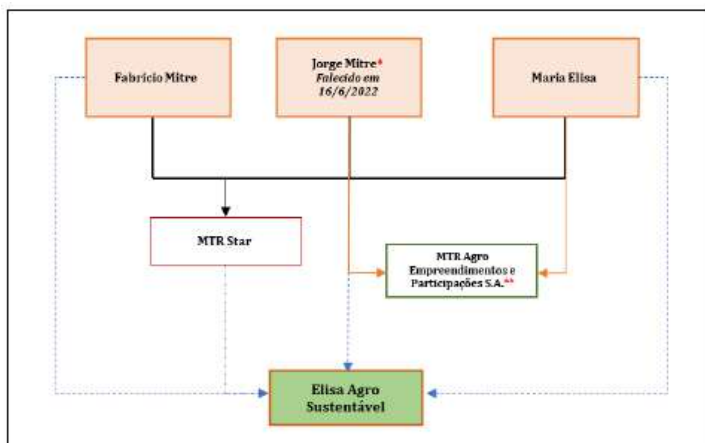 Fabrício Mitre
Jorge Mitre*
Falecido em
16/6/2022
Maria Elisa
MTR Star
MTR Agro
Empreendimentos e
Participações S.A.**
Elisa Agro
Sustentável